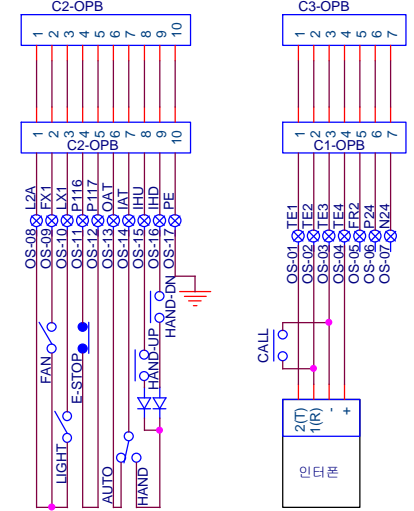 C2-OPB
C3-OPB
1 2 3 4 5 6 7 8 9 10
1 2 3 4 5 6 7
1 2 3 4 5 6 7 8 9 10
C2-OPB
1 2 3 4 5 6 7
C1-OPB
L2A
FX1
LX1
P116
P117
OAT
IAT
IHU
IHD
PE
TE1
TE2
TE3
TE4
FR2
P24
N24
OS-08
OS-09
OS-10
OS-11
OS-12
OS-13
OS-14
OS-15
OS-16
OS-17
OS-01
OS-02
OS-03
OS-04
OS-05
OS-06
OS-07
HAND-DN
HAND-UP
FAN
E-STOP
CALL
LIGHT
AUTO
HAND
2(T)
1(R)
-
+
인터폰